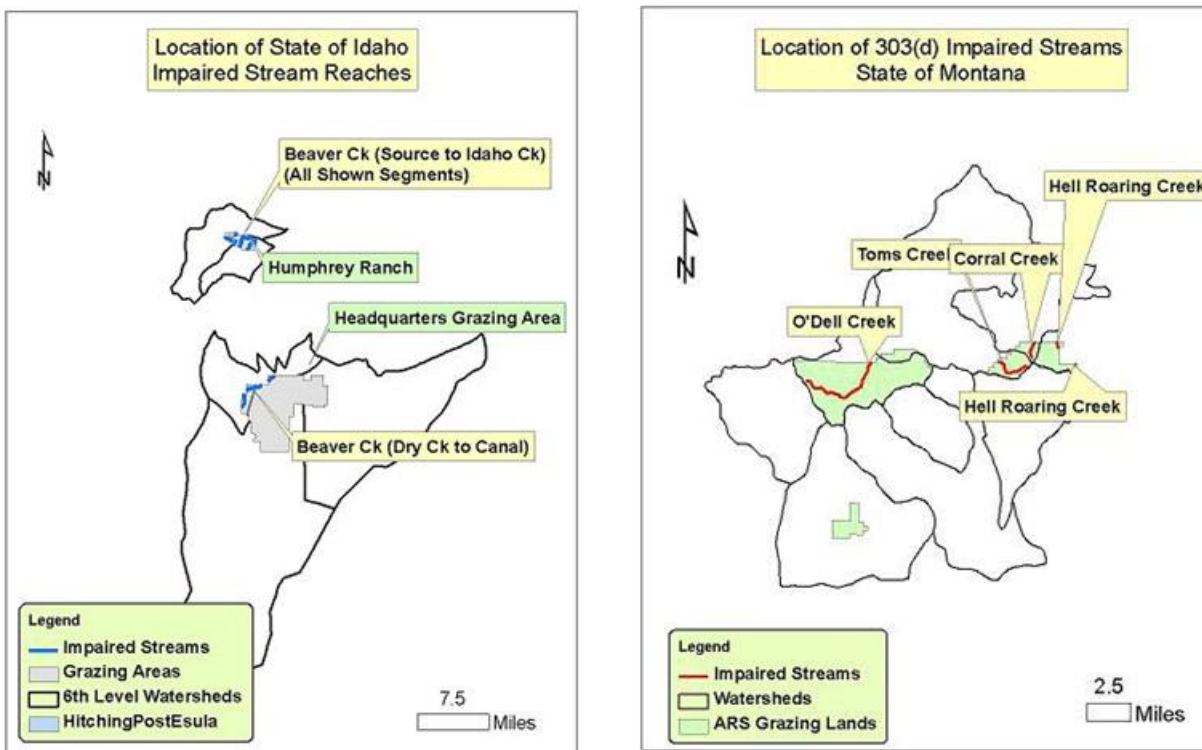 Location of State of Idaho
Impaired Stream Reaches
N
Beaver Ck (Source to Idaho Ck)
(All Shown Segments)
Humphrey Ranch
Headquarters Grazing Area
Beaver Ck (Dry Ck to Canal)
Legend
Impaired Streams
Grazing Areas
6th Level Watersheds
HitchingPostEsula
7.5
Miles
Location of 303(d) Impaired Streams
State of Montana
N
Hell Roaring Creek
Toms Creek
Corral Creek
O'Dell Creek
Hell Roaring Creek
Legend
Impaired Streams
Watersheds
ARS Grazing Lands
2.5
Miles